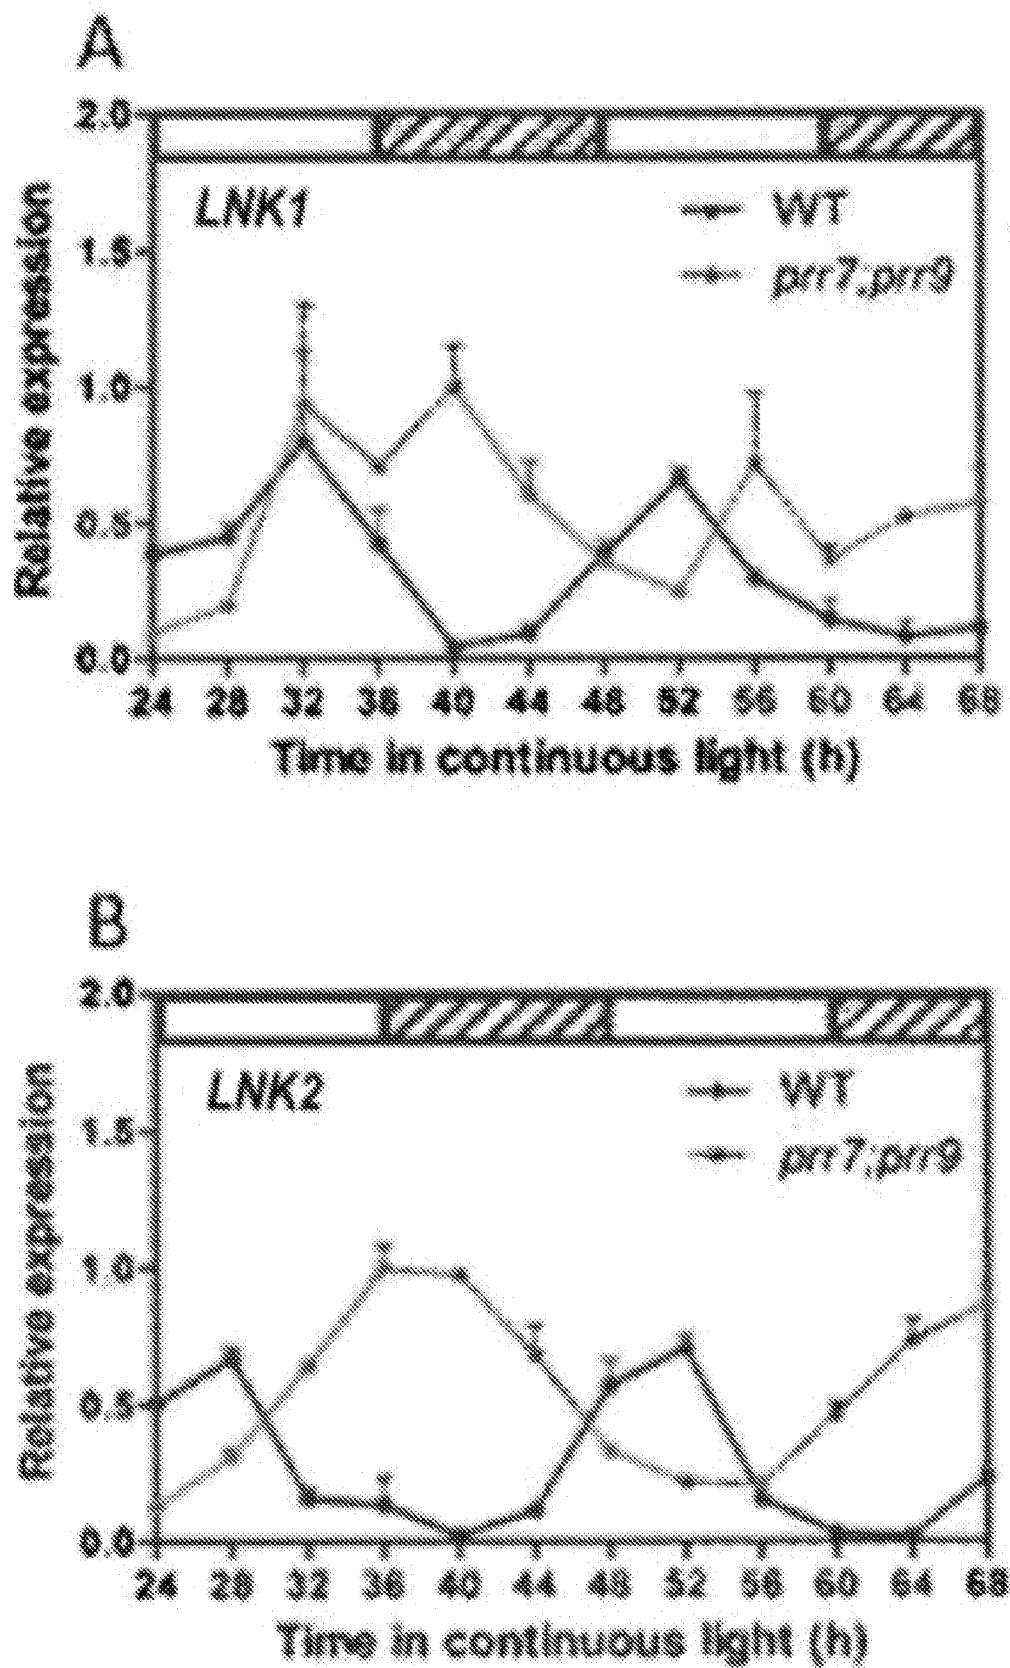 A
2.0
LNK1
WT
prr7;prr9
1.5
1.0
0.5
0.0
Relative expression
24 28 32 36 40 44 48 52 56 60 64 68
Time in continuous light (h)
B
2.0
LNK2
WT
prr7;prr9
1.5
1.0
0.5
0.0
Relative expression
24 28 32 36 40 44 48 52 56 60 64 68
Time in continuous light (h)